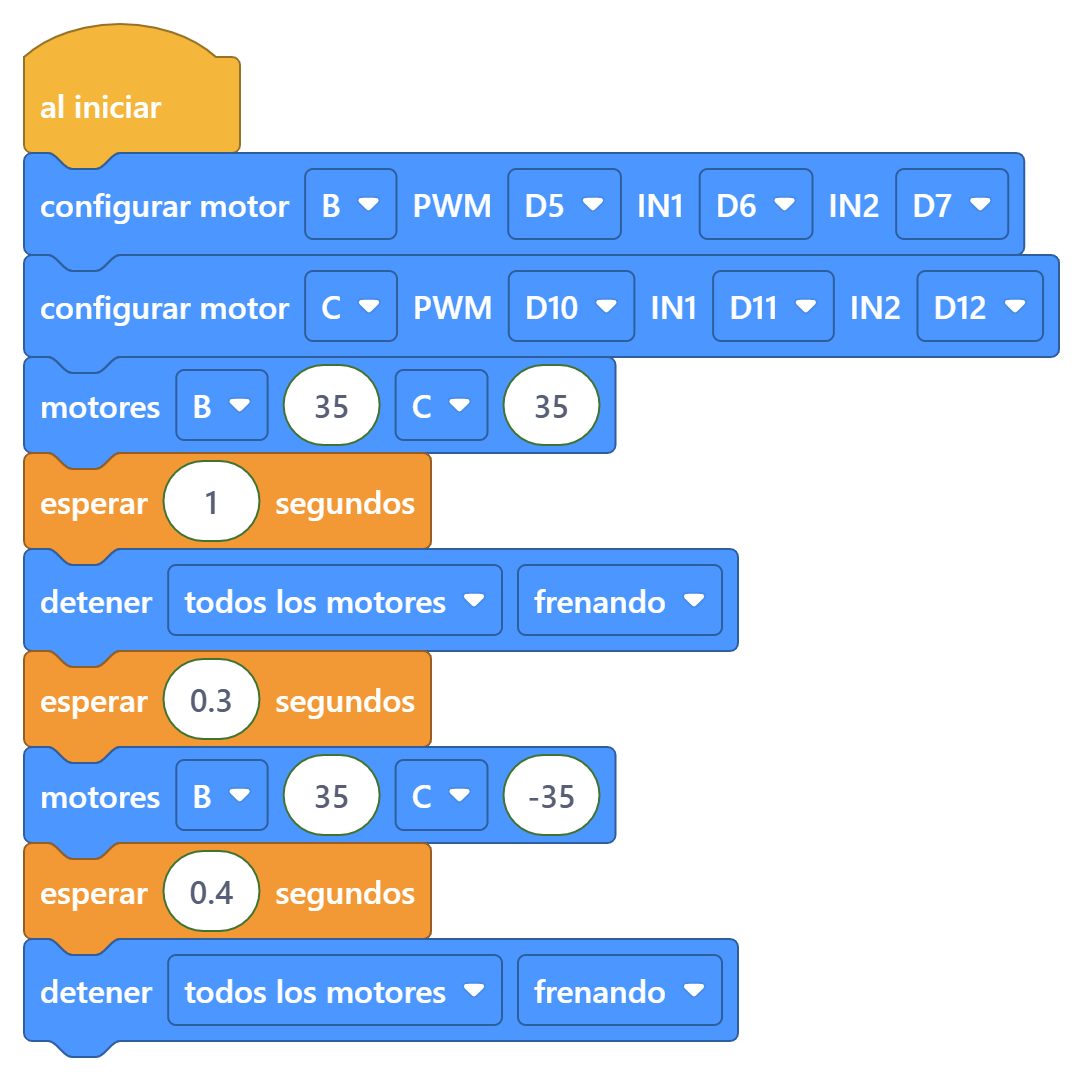 al iniciar
configurar motor B PWM D5 IN1 D6 IN2 D7
configurar motor C PWM D10 IN1 D11 IN2 D12
motores B 35 C 35
esperar 1 segundos
detener todos los motores frenando
esperar 0.3 segundos
motores B 35 C -35
esperar 0.4 segundos
detener todos los motores frenando